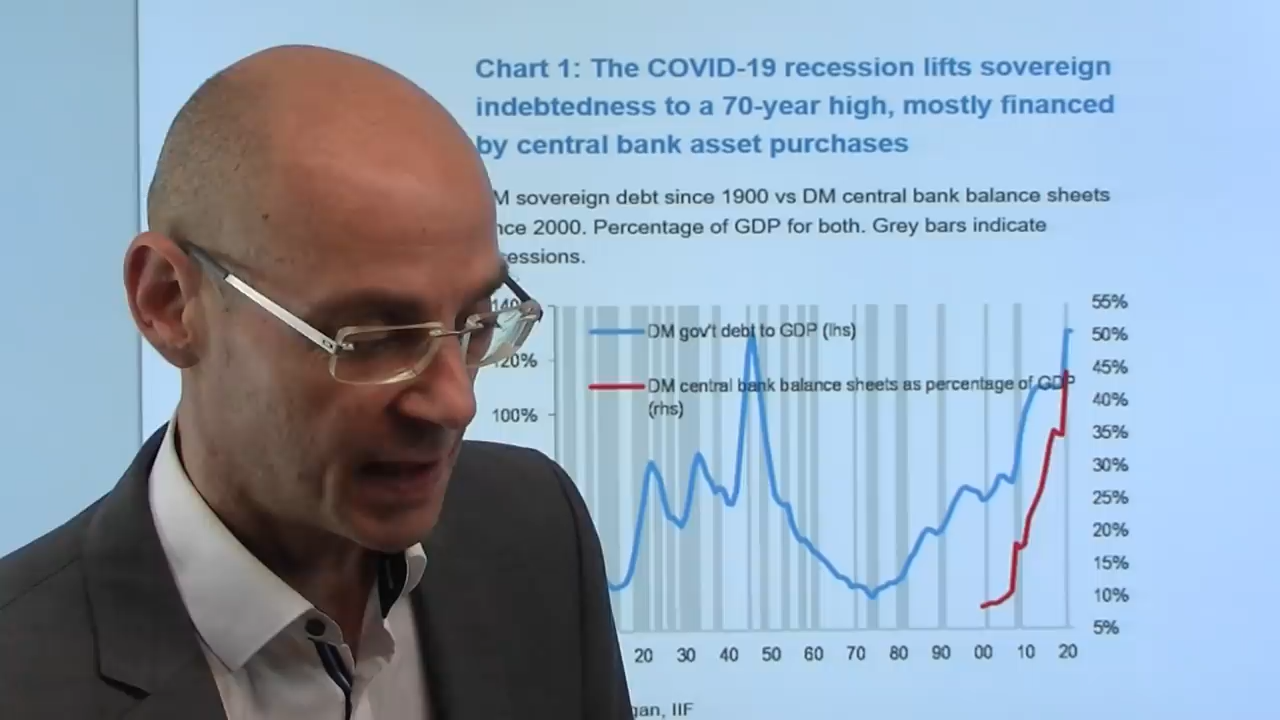 Chart 1: The COVID-19 recession lifts sovereign
indebtedness to a 70-year high, mostly financed
by central bank asset purchases
M sovereign debt since 1900 vs DM central bank balance sheets
nce 2000. Percentage of GDP for both. Grey bars indicate
essions.
140
DM gov't debt to GDP (lhs)
120%
DM central bank balance sheets as percentage of GDP
(rhs)
100%
55%
50%
45%
40%
35%
30%
25%
20%
15%
10%
5%
20 30 40 50 60 70 80 90 00 10 20
gan, IIF